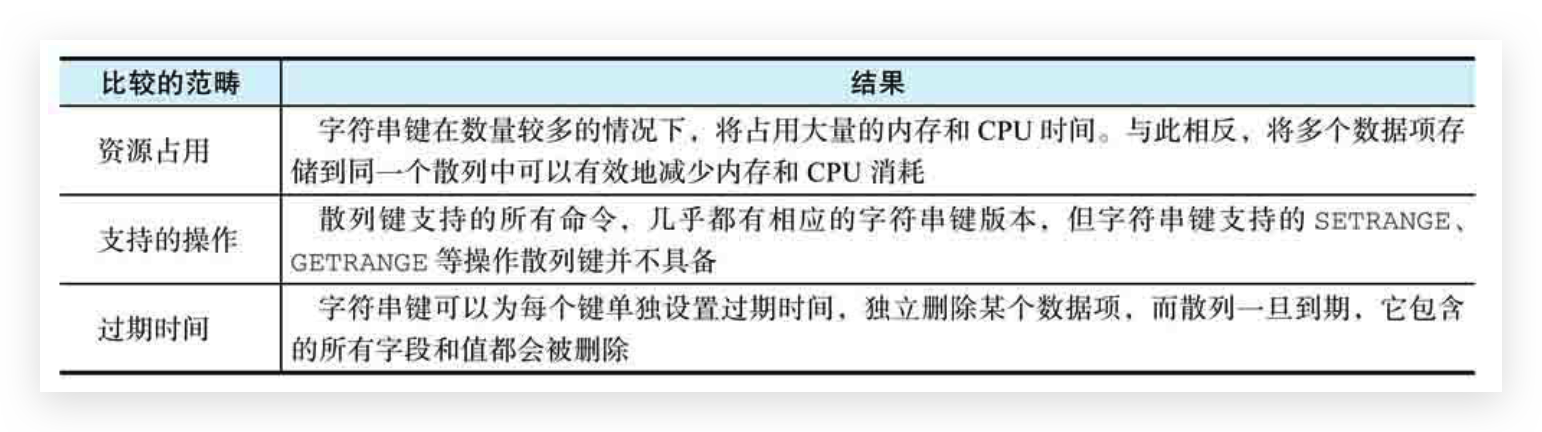 比较的范畴 结果
资源占用
字符串键在数量较多的情况下，将占用大量的内存和 CPU 时间。与此相反，将多个数据项存
储到同一个散列中可以有效地减少内存和 CPU 消耗
支持的操作
散列键支持的所有命令，几乎都有相应的字符串键版本，但字符串键支持的 SETRANGE、
GETRANGE 等操作散列键并不具备
过期时间
字符串键可以为每个键单独设置过期时间，独立删除某个数据项，而散列一旦到期，它包含
的所有字段和值都会被删除